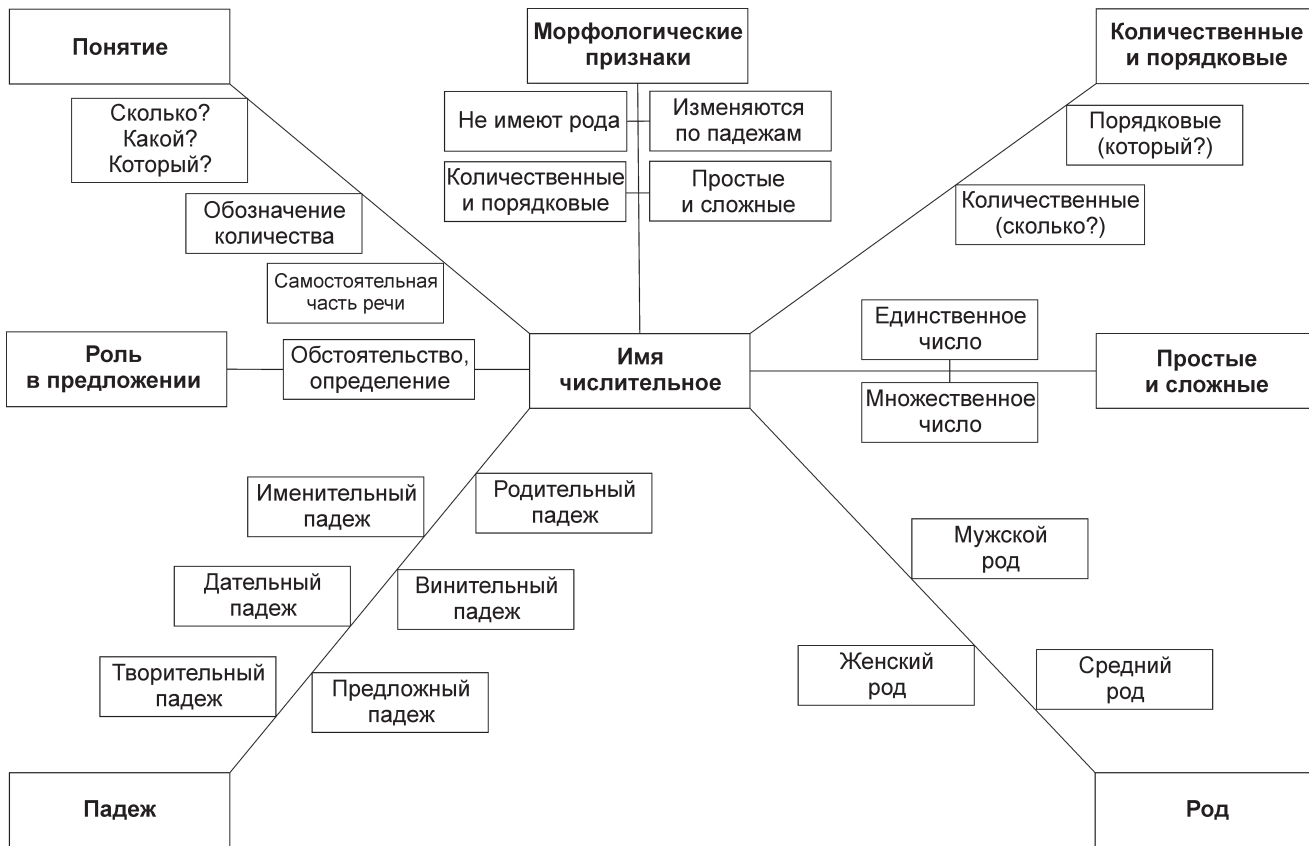 Понятие
Сколько?
Какой?
Который?
Обозначение
количества
Самостоятельная
часть речи
Морфологические
признаки
Не имеют рода
Изменяются
по падежам
Количественные
и порядковые
Простые
и сложные
Количественные
и порядковые
Порядковые
(который?)
Количественные
(сколько?)
Роль
в предложении
Обстоятельство,
определение
Имя
числительное
Единственное
число
Множественное
число
Простые
и сложные
Именительный
падеж
Родительный
падеж
Дательный
падеж
Винительный
падеж
Творительный
падеж
Предложный
падеж
Падеж
Мужской
род
Женский
род
Средний
род
Род